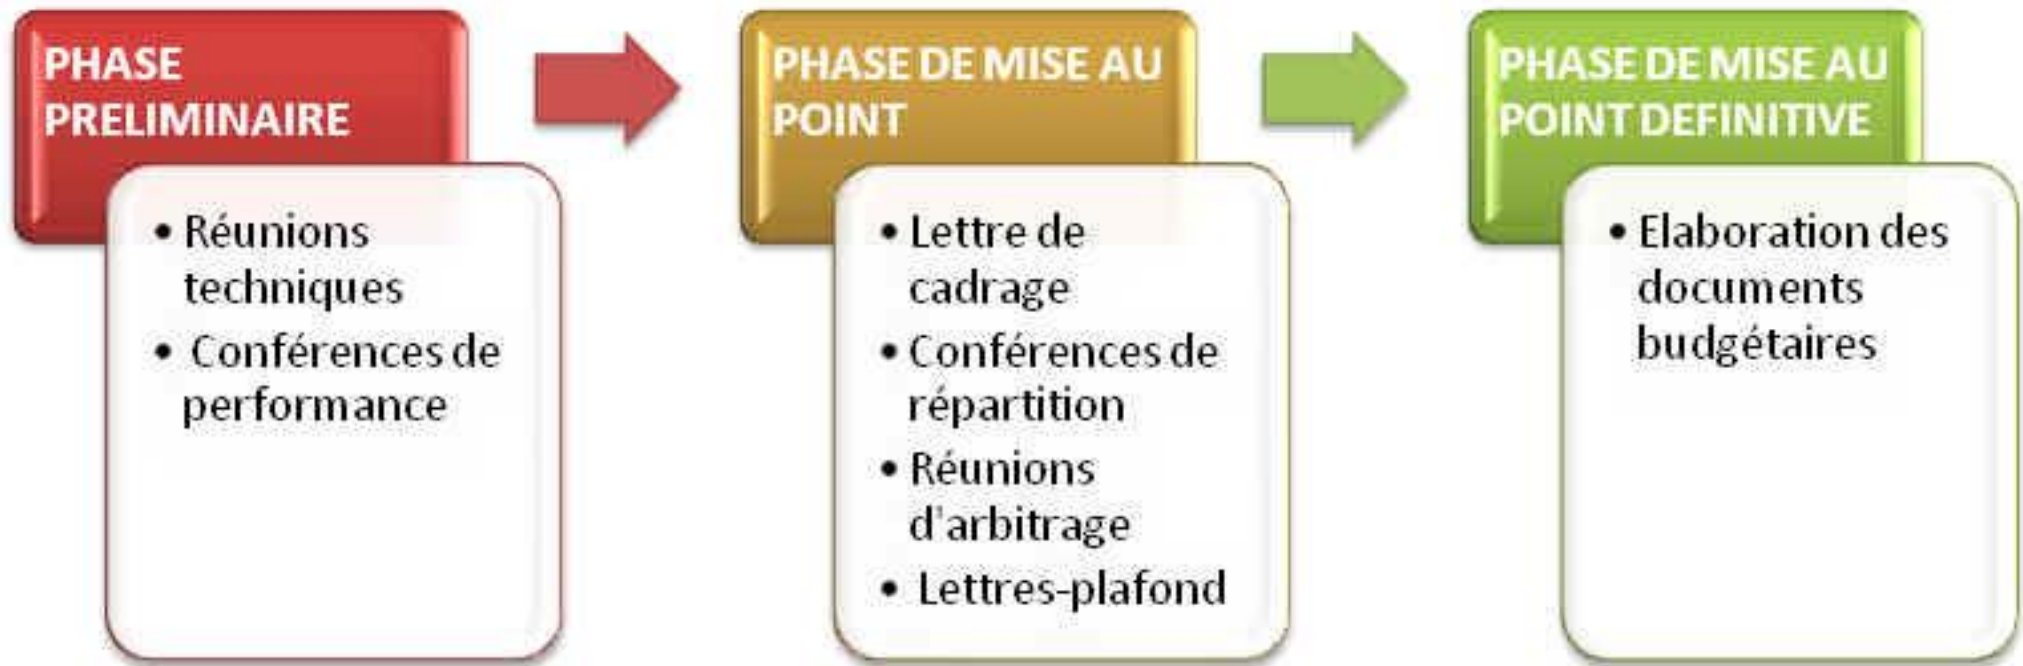 PHASE
PRELIMINAIRE
• Réunions
techniques
• Conférences de
performance
PHASE DE MISE AU
POINT
• Lettre de
cadrage
• Conférences de
répartition
• Réunions
d'arbitrage
• Lettres-plafond
PHASE DE MISE AU
POINT DEFINITIVE
• Elaboration des
documents
budgétaires